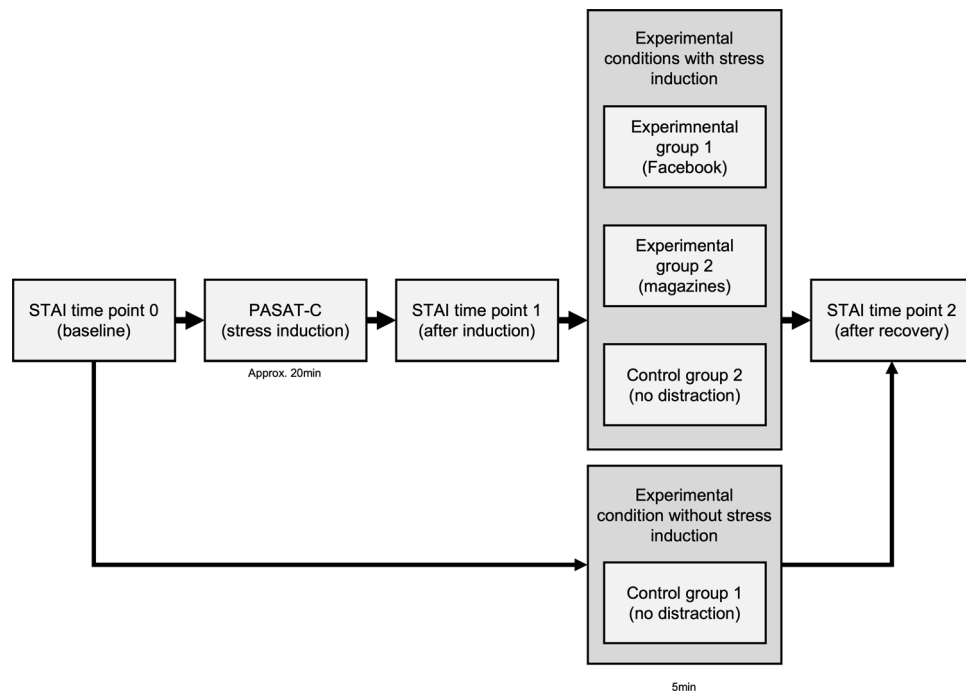 Experimental
conditions with stress
induction
Experimnental
group 1
(Facebook)
Experimental
group 2
(magazines)
STAI time point 0
(baseline)
PASAT-C
(stress induction)
STAI time point 1
(after induction)
STAI time point 2
(after recovery)
Approx. 20min
Control group 2
(no distraction)
Experimental
condition without stress
induction
Control group 1
(no distraction)
5min